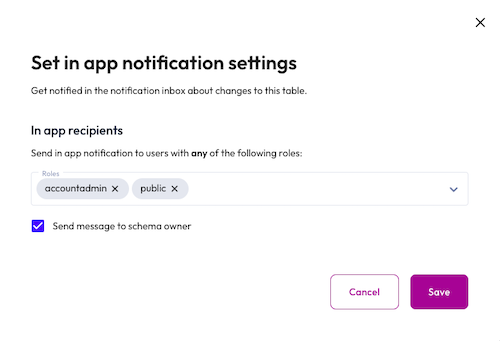 Set in app notification settings
Get notified in the notification inbox about changes to this table.
In app recipients
Send in app notification to users with any of the following roles:
Roles
accountadmin
public
Send message to schema owner
Cancel
Save